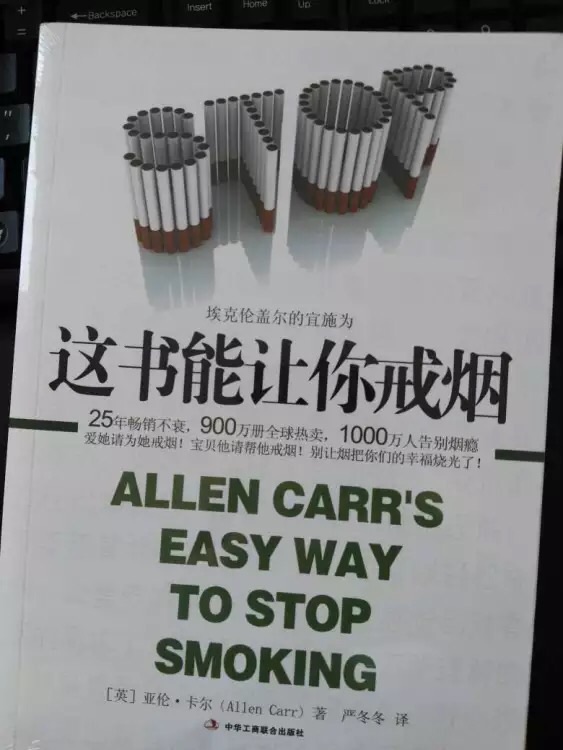 ←Backspace
Insert
Home
Up
STOP
埃克伦盖尔的宜施为
这书能让你戒烟
25年畅销不衰，900万册全球热卖，1000万人告别烟瘾
爱她请为她戒烟！宝贝他请帮他戒烟！别让烟把你们的幸福烧光了！
ALLEN CARR'S
EASY WAY
TO STOP
SMOKING
[英] 亚伦·卡尔 (Allen Carr) 著 严冬冬 译
中华工商联合出版社